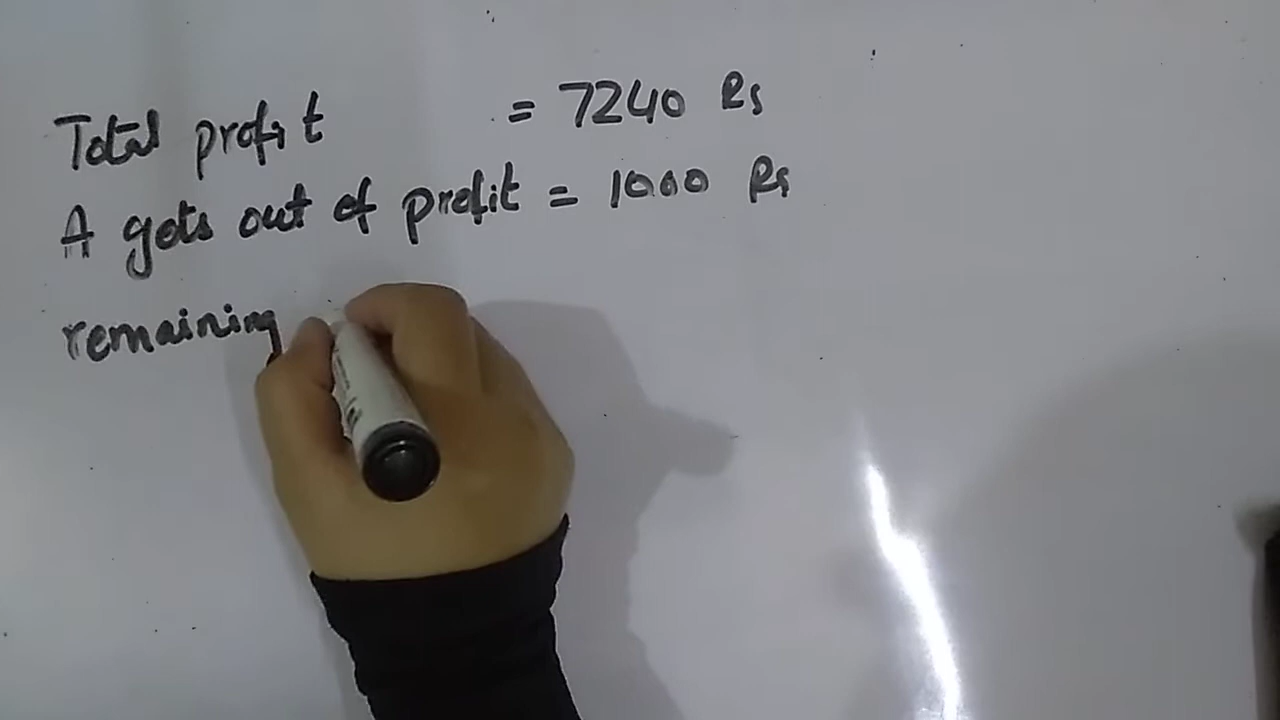 Total profit = 7240 Rs
A gets out of profit = 1000 Rs
remaining